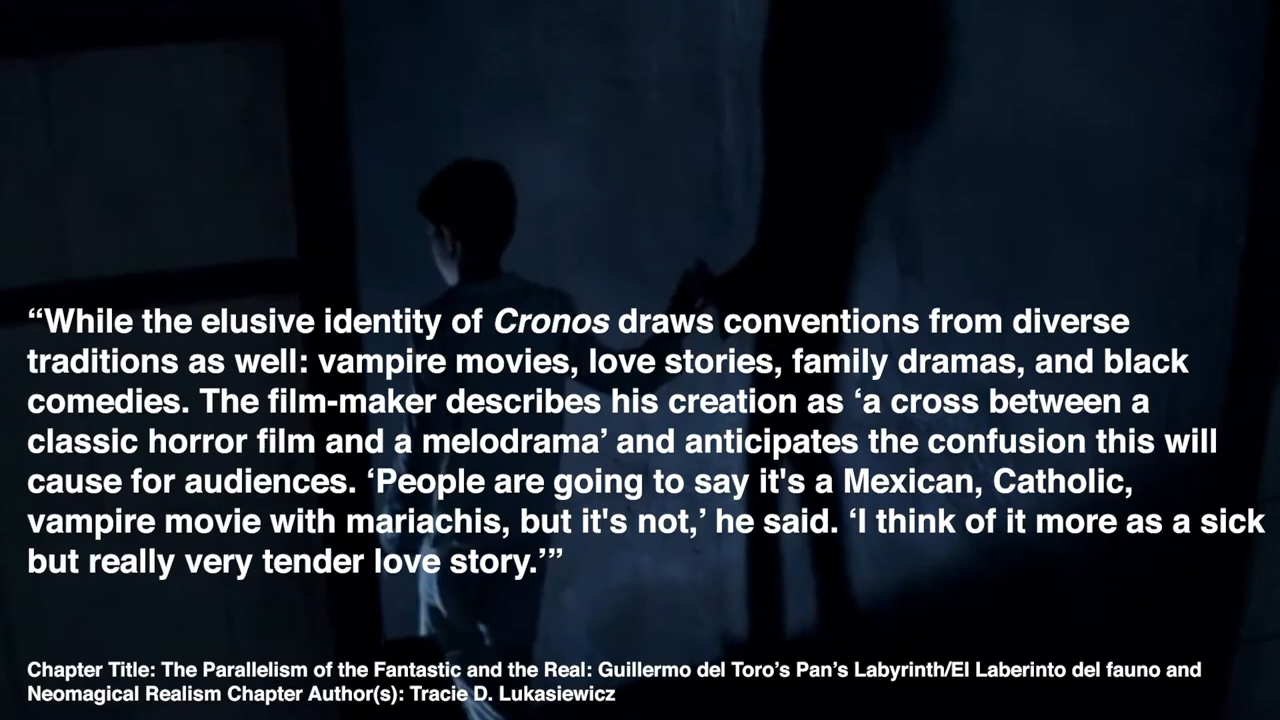 “While the elusive identity of Cronos draws conventions from diverse
traditions as well: vampire movies, love stories, family dramas, and black
comedies. The film-maker describes his creation as ‘a cross between a
classic horror film and a melodrama’ and anticipates the confusion this will
cause for audiences. ‘People are going to say it's a Mexican, Catholic,
vampire movie with mariachis, but it's not,’ he said. ‘I think of it more as a sick
but really very tender love story.’”
Chapter Title: The Parallelism of the Fantastic and the Real: Guillermo del Toro’s Pan’s Labyrinth/El Laberinto del fauno and
Neomagical Realism Chapter Author(s): Tracie D. Lukasiewicz